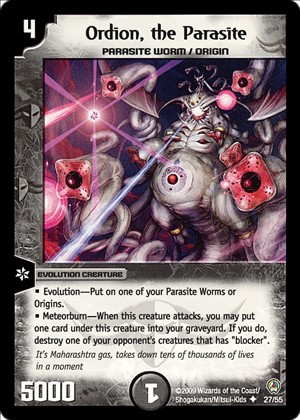 4
Ordion, the Parasite
PARASITE WORM / ORIGIN
EVOLUTION CREATURE
▪ Evolution—Put on one of your Parasite Worms or
Origins.
▪ Meteorburn—When this creature attacks, you may put
one card under this creature into your graveyard. If you do,
destroy one of your opponent's creatures that has "blocker".
It's Maharashtra gas, takes down tens of thousands of lives
in a moment
5000
1
©2009 Wizards of the Coast/
Shogakukan/Mitsui-Kids
27/55